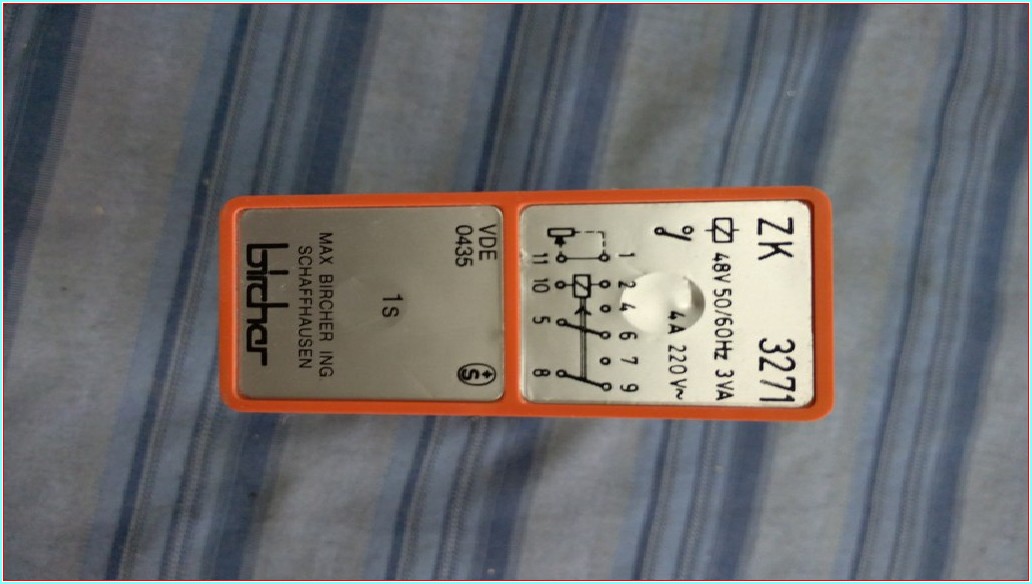 ZK 3271
48V 50/60Hz 3VA
4A 220V~
1 2 4 6 7 9
11 10 5 8
VDE
0435
S
1s
MAX BIRCHER ING.
SCHAFFHAUSEN
bircher